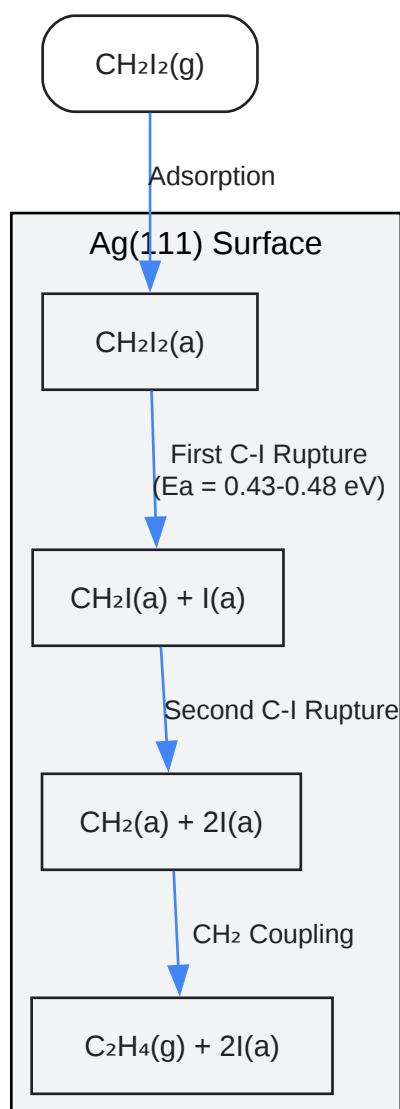 CH₂I₂(g)
Adsorption
Ag(111) Surface
CH₂I₂(a)
First C-I Rupture
(Ea = 0.43-0.48 eV)
CH₂I(a) + I(a)
Second C-I Rupture
CH₂(a) + 2I(a)
CH₂ Coupling
C₂H₄(g) + 2I(a)